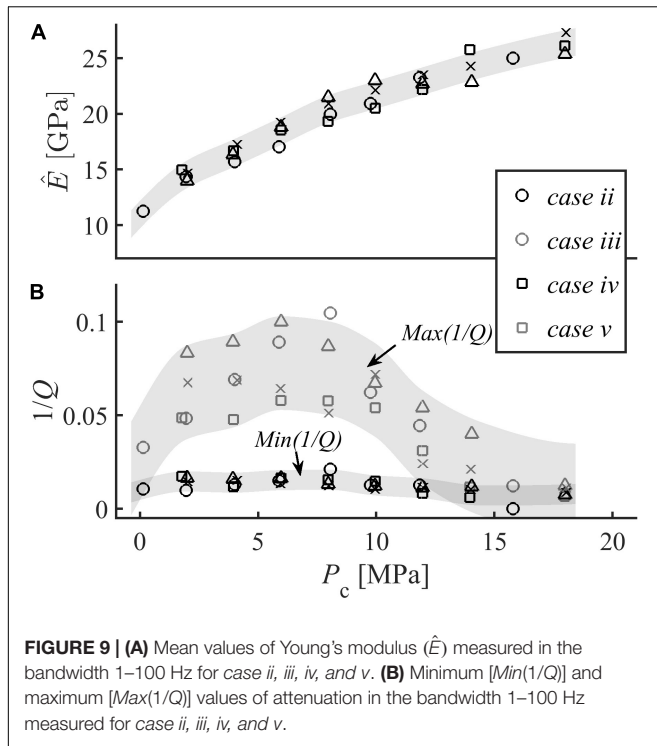 A
Ê [GPa]
25
20
15
10
case ii
case iii
case iv
case v
B
1/Q
0.1
0.05
0
Max(1/Q)
Min(1/Q)
0
5
10
15
20
P_c [MPa]
FIGURE 9 | (A) Mean values of Young's modulus (Ê) measured in the
bandwidth 1–100 Hz for case ii, iii, iv, and v. (B) Minimum [Min(1/Q)] and
maximum [Max(1/Q)] values of attenuation in the bandwidth 1–100 Hz
measured for case ii, iii, iv, and v.